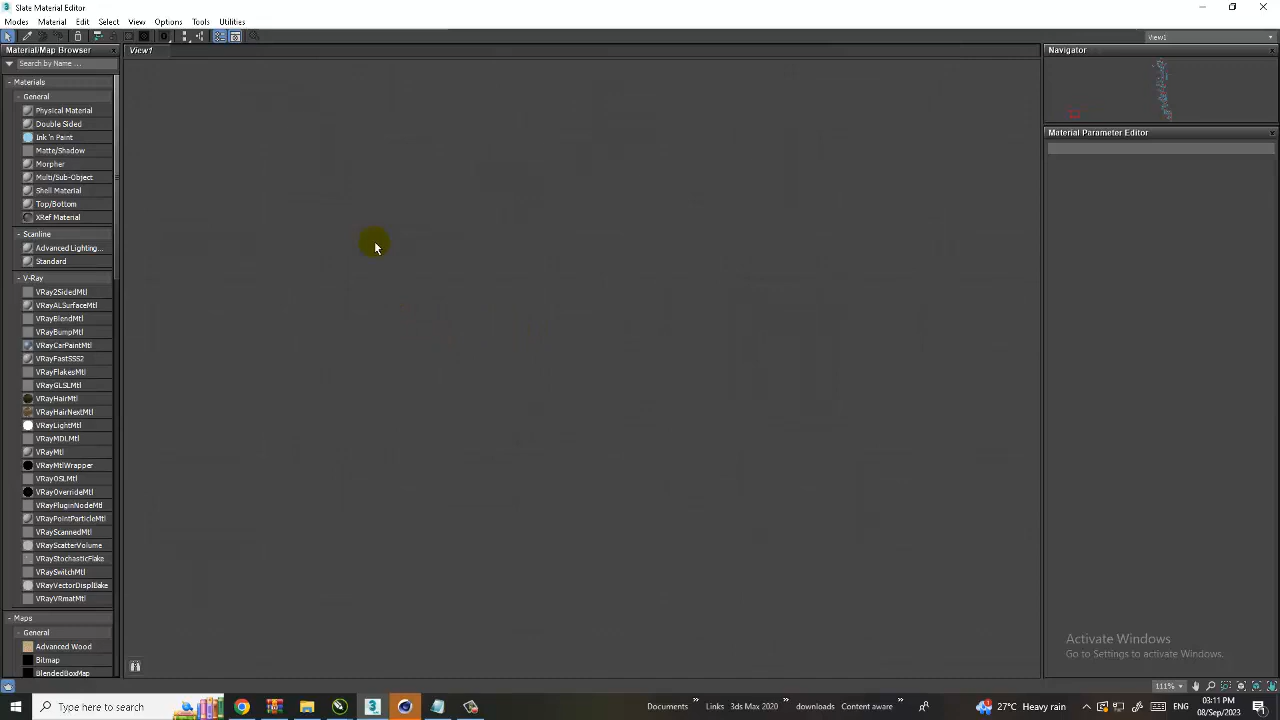 Slate Material Editor
Modes Material Edit Select View Options Tools Utilities
View1
Material/Map Browser
View1
Navigator
Search by Name ...
- Materials
- General
Physical Material
Double Sided
Ink 'n Paint
Matte/Shadow
Morpher
Multi/Sub-Object
Shell Material
Top/Bottom
XRef Material
- Scanline
Advanced Lighting...
Standard
- V-Ray
VRay2SidedMtl
VRayALSurfaceMtl
VRayBlendMtl
VRayBumpMtl
VRayCarPaintMtl
VRayFastSSS2
VRayFlakesMtl
VRayGLSLMtl
VRayHairMtl
VRayHairNextMtl
VRayLightMtl
VRayMDLMtl
VRayMtl
VRayMtlWrapper
VRayOSLMtl
VRayOverrideMtl
VRayPluginNodeMtl
VRayPointParticleMtl
VRayScannedMtl
VRayScatterVolume
VRayStochasticFlake
VRaySwitchMtl
VRayVectorDisplBake
VRayVRmatMtl
- Maps
- General
Advanced Wood
Bitmap
BlendedBoxMap
Material Parameter Editor
Activate Windows
Go to Settings to activate Windows.
111%
Type here to search
Documents » Links » 3ds Max 2020 » downloads Content aware
27°C Heavy rain
ENG
03:11 PM
08/Sep/2023